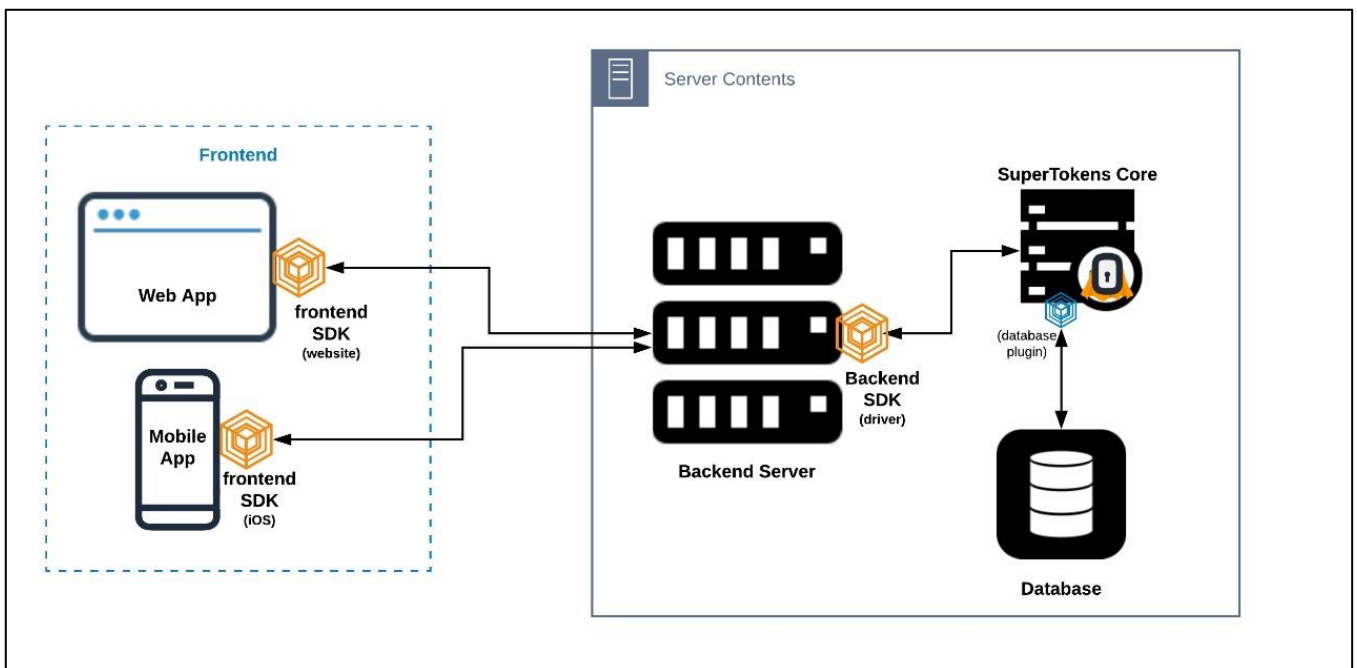 Server Contents
Frontend
Web App
frontend
SDK
(website)
Mobile
App
frontend
SDK
(iOS)
Backend
SDK
(driver)
Backend Server
SuperTokens Core
(database
plugin)
Database